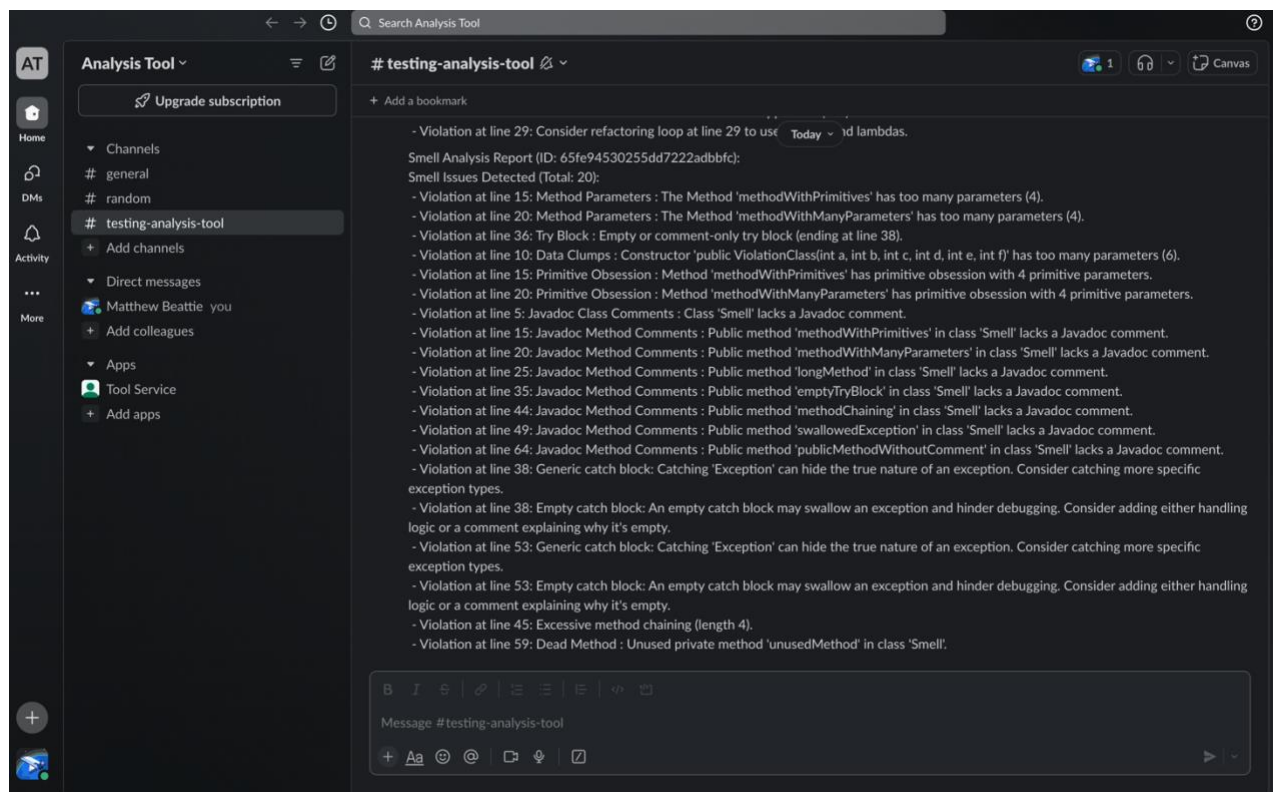 Search Analysis Tool
AT
Analysis Tool
# testing-analysis-tool
1
Canvas
Upgrade subscription
+ Add a bookmark
Home
DMs
Activity
More
Channels
# general
# random
# testing-analysis-tool
+ Add channels
Direct messages
Matthew Beattie you
+ Add colleagues
Apps
Tool Service
+ Add apps
- Violation at line 29: Consider refactoring loop at line 29 to use
Today
lambdas.
Smell Analysis Report (ID: 65fe94530255dd7222adbbfc):
Smell Issues Detected (Total: 20):
- Violation at line 15: Method Parameters : The Method 'methodWithPrimitives' has too many parameters (4).
- Violation at line 20: Method Parameters : The Method 'methodWithManyParameters' has too many parameters (4).
- Violation at line 36: Try Block : Empty or comment-only try block (ending at line 38).
- Violation at line 10: Data Clumps : Constructor 'public ViolationClass(int a, int b, int c, int d, int e, int f)' has too many parameters (6).
- Violation at line 15: Primitive Obsession : Method 'methodWithPrimitives' has primitive obsession with 4 primitive parameters.
- Violation at line 20: Primitive Obsession : Method 'methodWithManyParameters' has primitive obsession with 4 primitive parameters.
- Violation at line 5: Javadoc Class Comments : Class 'Smell' lacks a Javadoc comment.
- Violation at line 15: Javadoc Method Comments : Public method 'methodWithPrimitives' in class 'Smell' lacks a Javadoc comment.
- Violation at line 20: Javadoc Method Comments : Public method 'methodWithManyParameters' in class 'Smell' lacks a Javadoc comment.
- Violation at line 25: Javadoc Method Comments : Public method 'longMethod' in class 'Smell' lacks a Javadoc comment.
- Violation at line 35: Javadoc Method Comments : Public method 'emptyTryBlock' in class 'Smell' lacks a Javadoc comment.
- Violation at line 44: Javadoc Method Comments : Public method 'methodChaining' in class 'Smell' lacks a Javadoc comment.
- Violation at line 49: Javadoc Method Comments : Public method 'swallowedException' in class 'Smell' lacks a Javadoc comment.
- Violation at line 64: Javadoc Method Comments : Public method 'publicMethodWithoutComment' in class 'Smell' lacks a Javadoc comment.
- Violation at line 38: Generic catch block: Catching 'Exception' can hide the true nature of an exception. Consider catching more specific
exception types.
- Violation at line 38: Empty catch block: An empty catch block may swallow an exception and hinder debugging. Consider adding either handling
logic or a comment explaining why it's empty.
- Violation at line 53: Generic catch block: Catching 'Exception' can hide the true nature of an exception. Consider catching more specific
exception types.
- Violation at line 53: Empty catch block: An empty catch block may swallow an exception and hinder debugging. Consider adding either handling
logic or a comment explaining why it's empty.
- Violation at line 45: Excessive method chaining (length 4).
- Violation at line 59: Dead Method : Unused private method 'unusedMethod' in class 'Smell'.
B I S
Message #testing-analysis-tool
+ Aa @